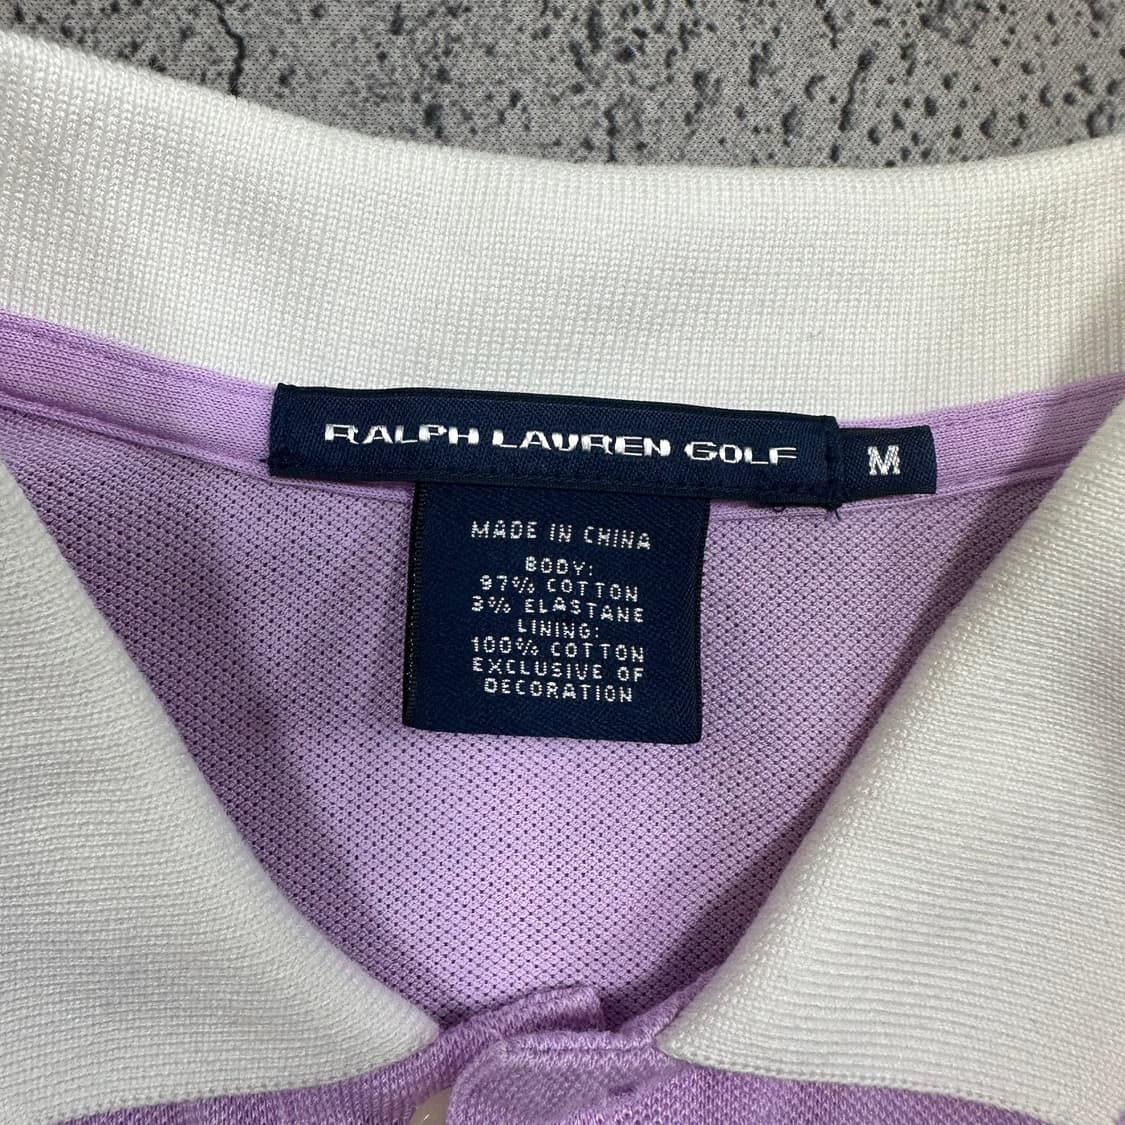 RALPH LAUREN GOLF
M
MADE IN CHINA
BODY:
97% COTTON
3% ELASTANE
LINING:
100% COTTON
EXCLUSIVE OF
DECORATION